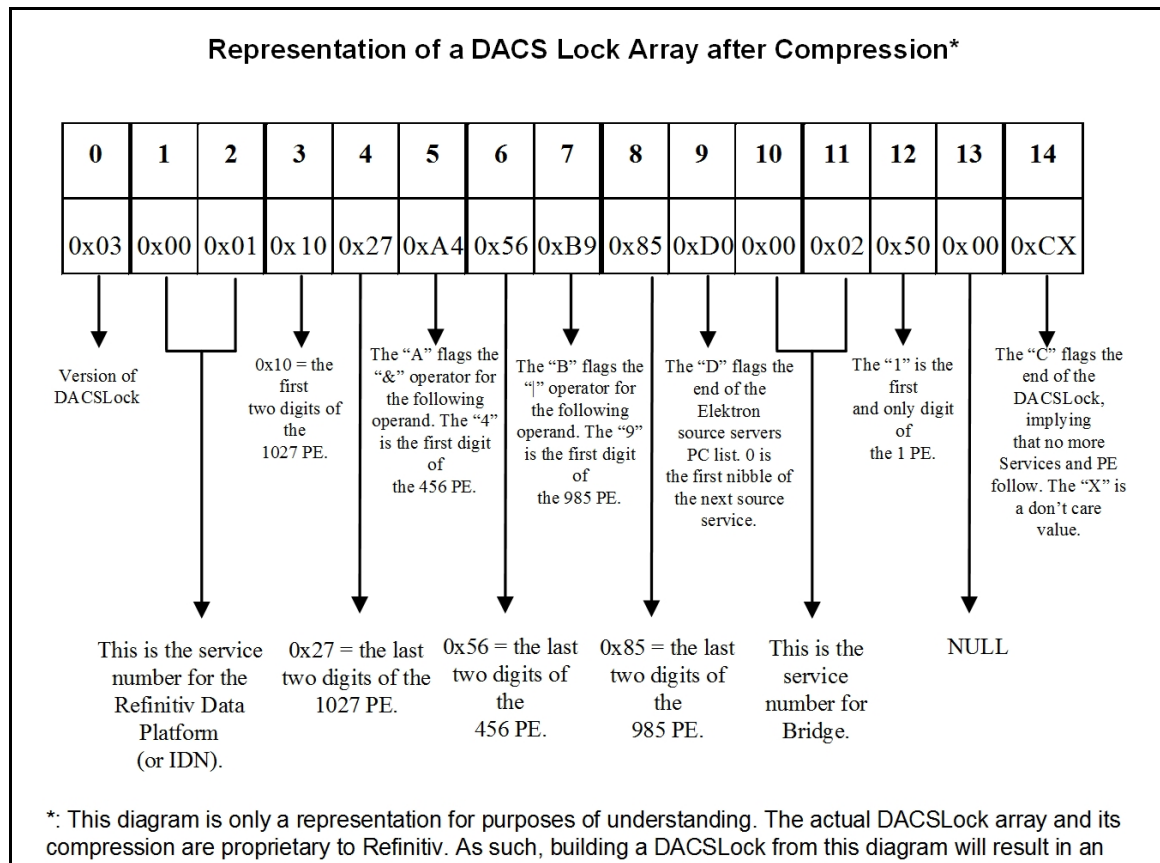 Representation of a DACS Lock Array after Compression*
0 1 2 3 4 5 6 7 8 9 10 11 12 13 14
0x03 0x00 0x01 0x10 0x27 0xA4 0x56 0xB9 0x85 0xD0 0x00 0x02 0x50 0x00 0xCX
Version of
DACSLock
0x10 = the
first
two digits of
the
1027 PE.
The “A” flags the
“&” operator for
the following
operand. The “4”
is the first digit
of
the 456 PE.
The “B” flags the
“|” operator for
the following
operand. The “9”
is the first digit
of
the 985 PE.
The “D” flags the
end of the
Elektron
source servers
PC list. 0 is
the first nibble of
the next source
service.
The “1” is the
first
and only digit
of
the 1 PE.
The “C” flags the
end of the
DACSLock,
implying
that no more
Services and PE
follow. The “X” is
a don’t care
value.
This is the service
number for the
Refinitiv Data
Platform
(or IDN).
0x27 = the last
two digits of the
1027 PE.
0x56 = the last
two digits of
the
456 PE.
0x85 = the last
two digits of
the
985 PE.
This is the
service
number for
Bridge.
NULL
*: This diagram is only a representation for purposes of understanding. The actual DACSLock array and its
compression are proprietary to Refinitiv. As such, building a DACSLock from this diagram will result in an